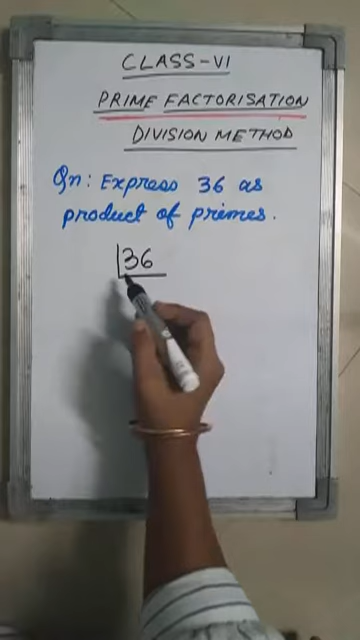 CLASS-VI
PRIME FACTORISATION
DIVISION METHOD
Qn: Express 36 as
product of primes.
36